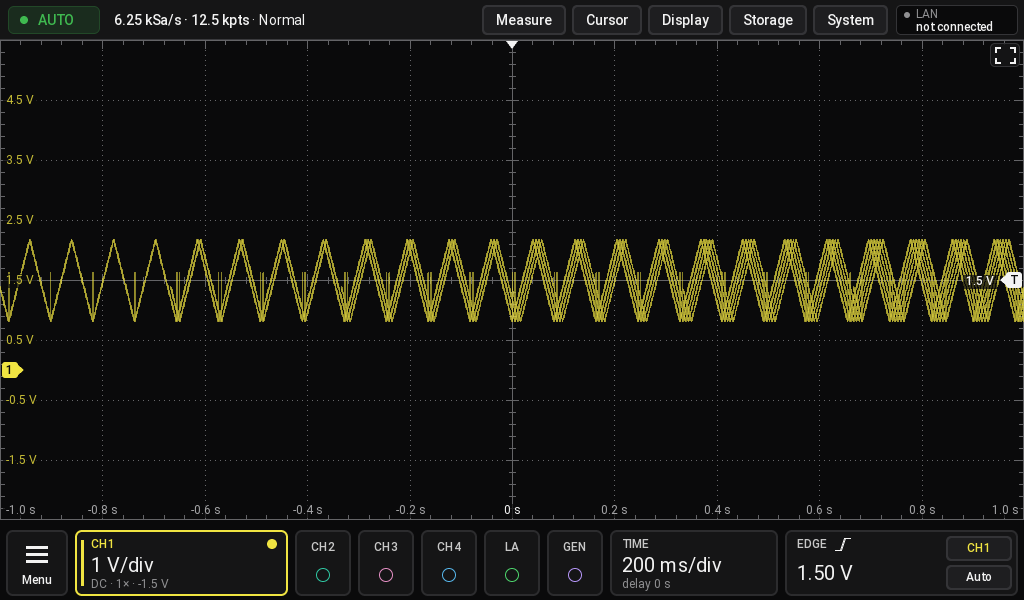 AUTO
6.25 kSa/s · 12.5 kpts · Normal
Measure
Cursor
Display
Storage
System
LAN
not connected
4.5 V
3.5 V
2.5 V
1.5 V
1.5 V
T
0.5 V
1
-0.5 V
-1.5 V
-1.0 s
-0.8 s
-0.6 s
-0.4 s
-0.2 s
0 s
0.2 s
0.4 s
0.6 s
0.8 s
1.0 s
Menu
CH1
1 V/div
DC · 1× · -1.5 V
CH2
CH3
CH4
LA
GEN
TIME
200 ms/div
delay 0 s
EDGE
1.50 V
CH1
Auto